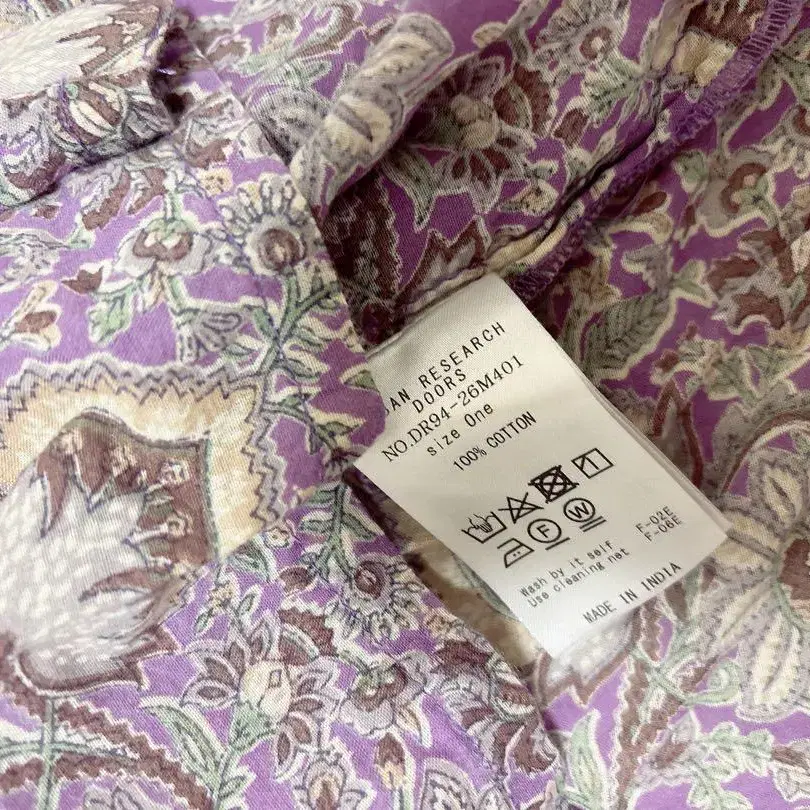 RESEARCH
DOORS
NO.DR94-26M401
size One
100% COTTON
F
W
F-02E
F-06E
Wash by it self
Use cleaning net
MADE IN INDIA